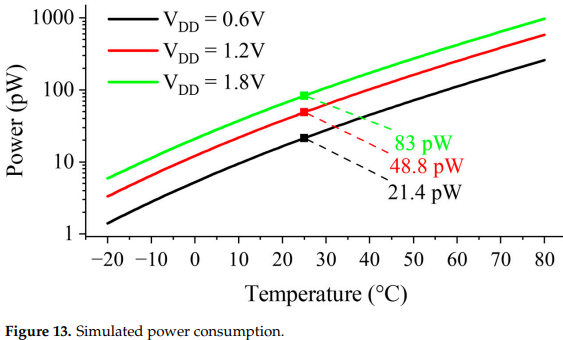 1000
100
10
1
Power (pW)
V_DD = 0.6V
V_DD = 1.2V
V_DD = 1.8V
83 pW
48.8 pW
21.4 pW
−20 −10 0 10 20 30 40 50 60 70 80
Temperature (°C)
Figure 13. Simulated power consumption.